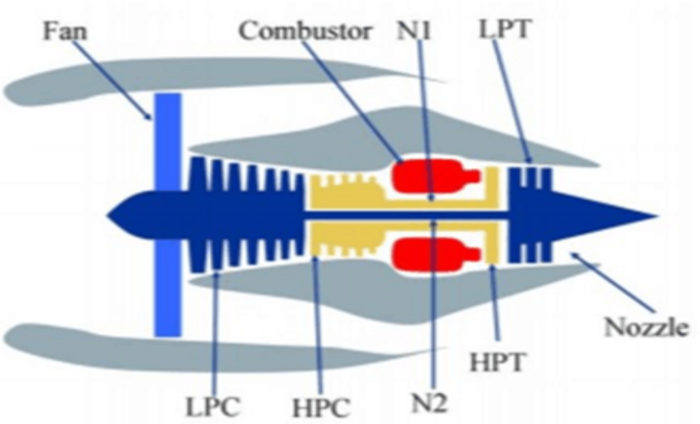 Fan
Combustor
N1
LPT
Nozzle
HPT
LPC
HPC
N2